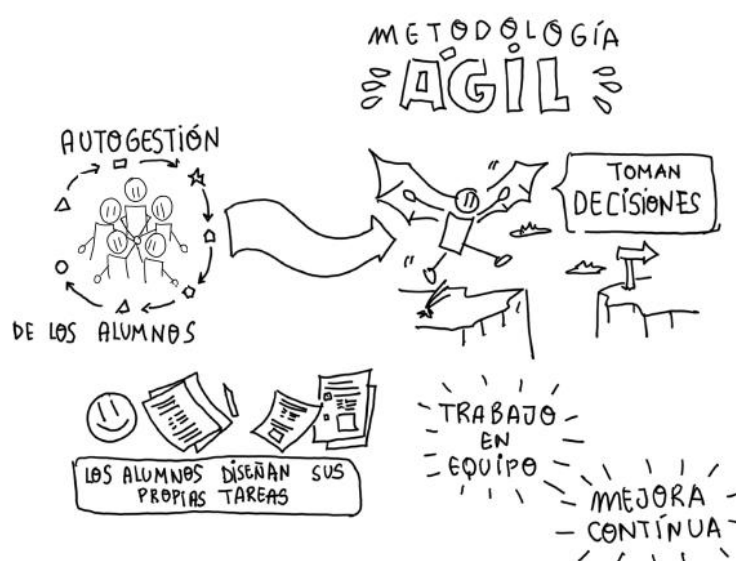 METODOLOGÍA
ÁGIL
AUTOGESTIÓN
DE LOS ALUMNOS
TOMAN
DECISIONES
LOS ALUMNOS DISEÑAN SUS
PROPIAS TAREAS
TRABAJO
EN
EQUIPO
MEJORA
CONTÍNUA